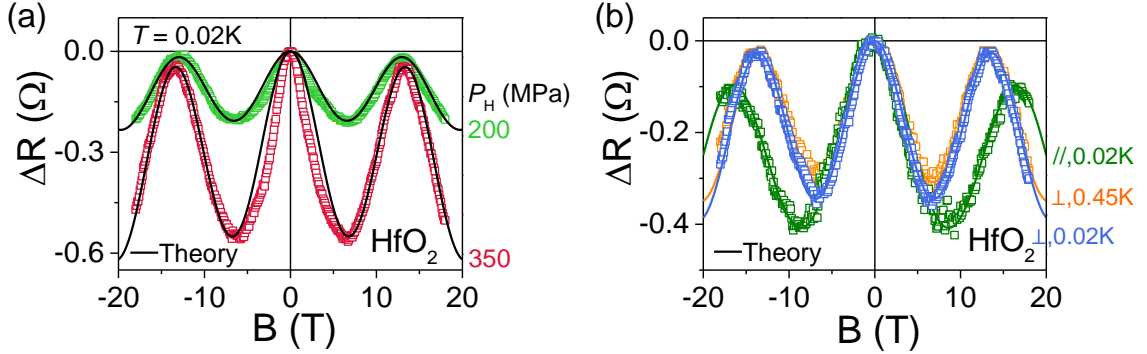 (a)
T = 0.02K
0.0
-0.3
-0.6
ΔR (Ω)
P_H (MPa)
200
350
Theory
HfO₂
-20
-10
0
10
20
B (T)
(b)
0.0
-0.2
-0.4
ΔR (Ω)
//,0.02K
⊥,0.45K
⊥,0.02K
Theory
HfO₂
-20
-10
0
10
20
B (T)